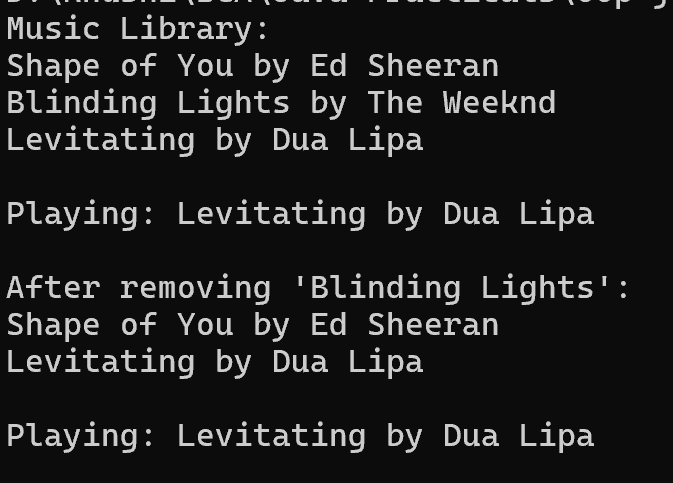 Music Library:
Shape of You by Ed Sheeran
Blinding Lights by The Weeknd
Levitating by Dua Lipa
Playing: Levitating by Dua Lipa
After removing 'Blinding Lights':
Shape of You by Ed Sheeran
Levitating by Dua Lipa
Playing: Levitating by Dua Lipa